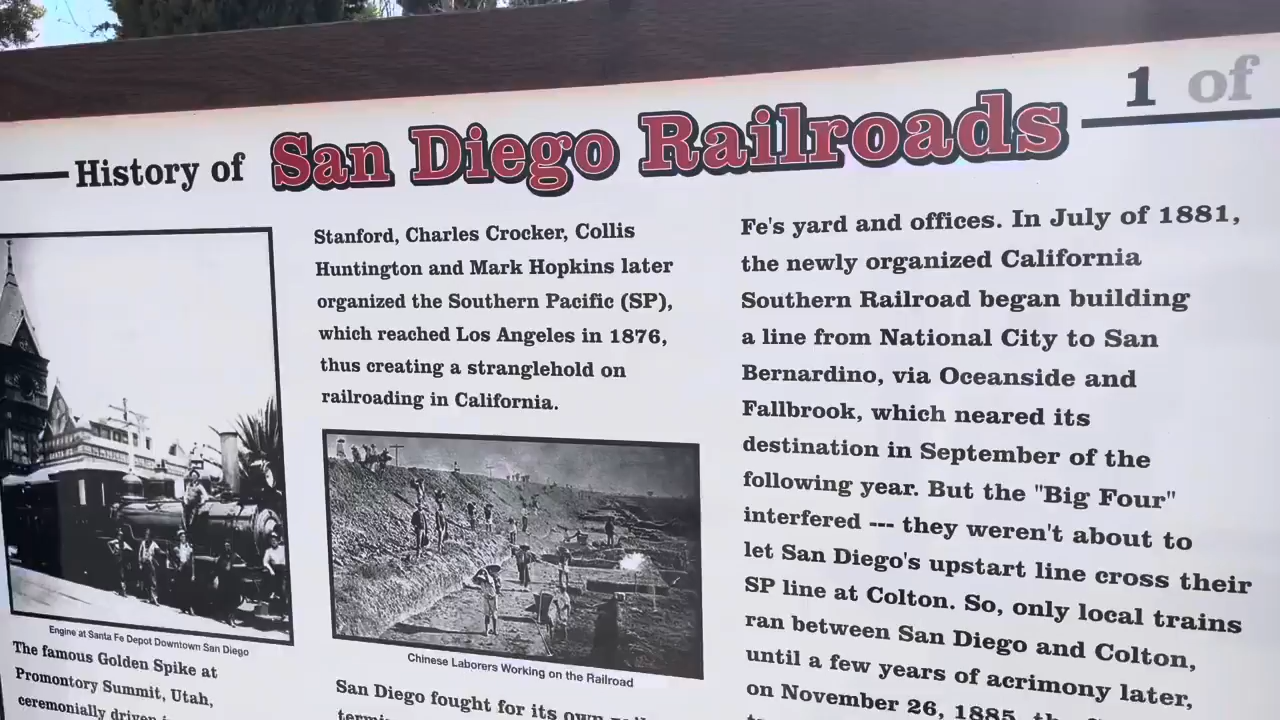 History of San Diego Railroads
1 of
Engine at Santa Fe Depot Downtown San Diego
The famous Golden Spike at
Promontory Summit, Utah,
ceremonially driven
Stanford, Charles Crocker, Collis
Huntington and Mark Hopkins later
organized the Southern Pacific (SP),
which reached Los Angeles in 1876,
thus creating a stranglehold on
railroading in California.
Chinese Laborers Working on the Railroad
San Diego fought for its own
Fe's yard and offices. In July of 1881,
the newly organized California
Southern Railroad began building
a line from National City to San
Bernardino, via Oceanside and
Fallbrook, which neared its
destination in September of the
following year. But the "Big Four"
interfered --- they weren't about to
let San Diego's upstart line cross their
SP line at Colton. So, only local trains
ran between San Diego and Colton,
until a few years of acrimony later,
on November 26, 1885,